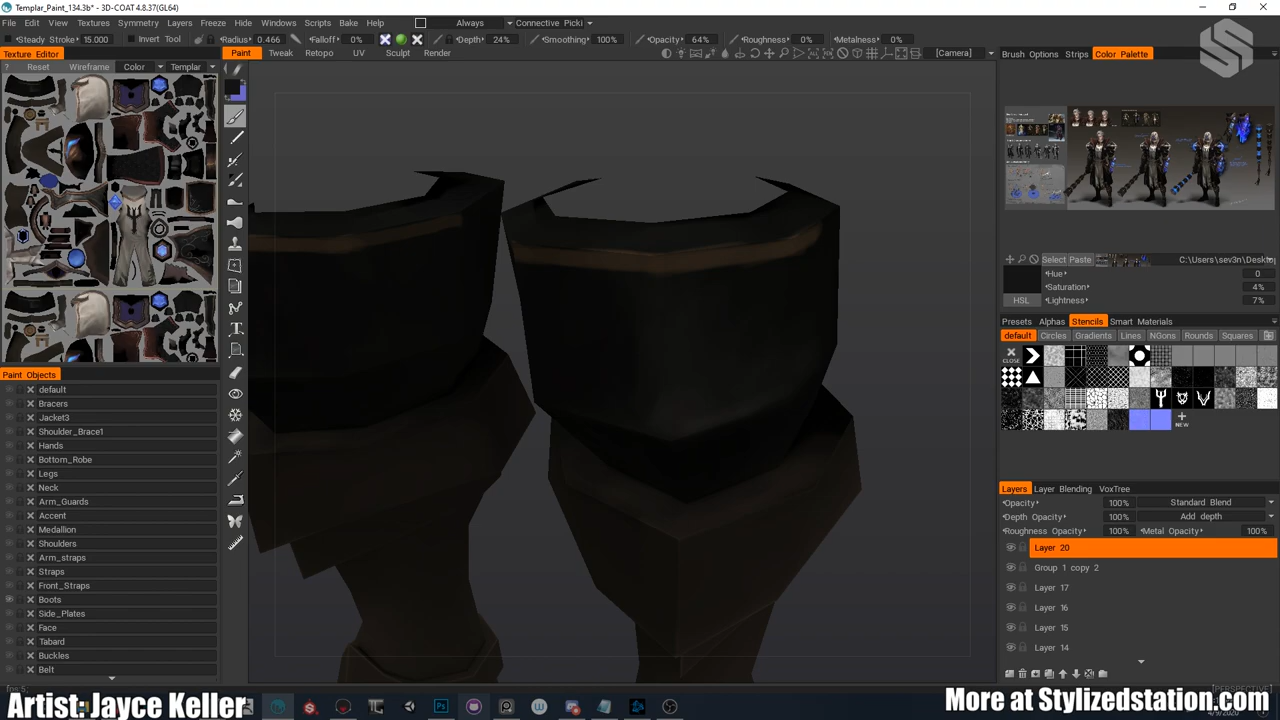 Templar_Paint_134.3b* - 3D-COAT 4.8.37(GL64)
File Edit View Textures Symmetry Layers Freeze Hide Windows Scripts Bake Help Always Connective Picki
Steady Stroke 15.000 Invert Tool Radius 0.466 Falloff 0% Depth 24% Smoothing 100% Opacity 64% Roughness 0% Metalness 0%
Texture Editor Paint Tweak Retopo UV Sculpt Render [Camera] Brush Options Strips Color Palette
? Reset Wireframe Color Templar
Select Paste C:\Users\sev3n\Deskto
Hue 0
Saturation 4%
HSL Lightness 7%
Presets Alphas Stencils Smart Materials
default Circles Gradients Lines NGons Rounds Squares
CLOSE
NEW
Paint Objects
default
Bracers
Jacket3
Shoulder_Brace1
Hands
Bottom_Robe
Legs
Neck
Arm_Guards
Accent
Medallion
Shoulders
Arm_straps
Straps
Front_Straps
Boots
Side_Plates
Face
Tabard
Buckles
Belt
Layers Layer Blending VoxTree
Opacity 100% Standard Blend
Depth Opacity 100% Add depth
Roughness Opacity 100% Metal Opacity 100%
Layer 20
Group 1 copy 2
Layer 17
Layer 16
Layer 15
Layer 14
[PERSPECTIVE]
Artist: Jayce Keller
More at Stylizedstation.com